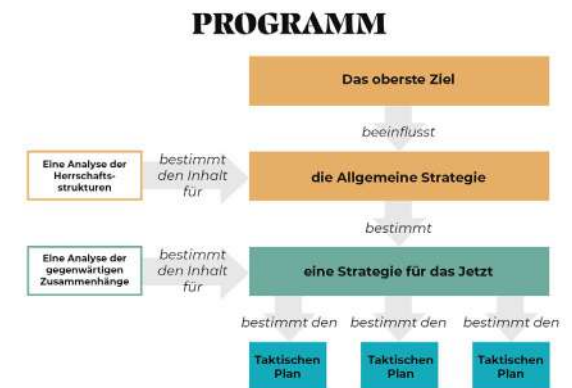 PROGRAMM
Das oberste Ziel
beeinflusst
Eine Analyse der
Herrschafts-
strukturen
bestimmt
den Inhalt
für
die Allgemeine Strategie
bestimmt
Eine Analyse der
gegenwärtigen
Zusammenhänge
bestimmt
den Inhalt
für
eine Strategie für das Jetzt
bestimmt den
bestimmt den
bestimmt den
Taktischen
Plan
Taktischen
Plan
Taktischen
Plan